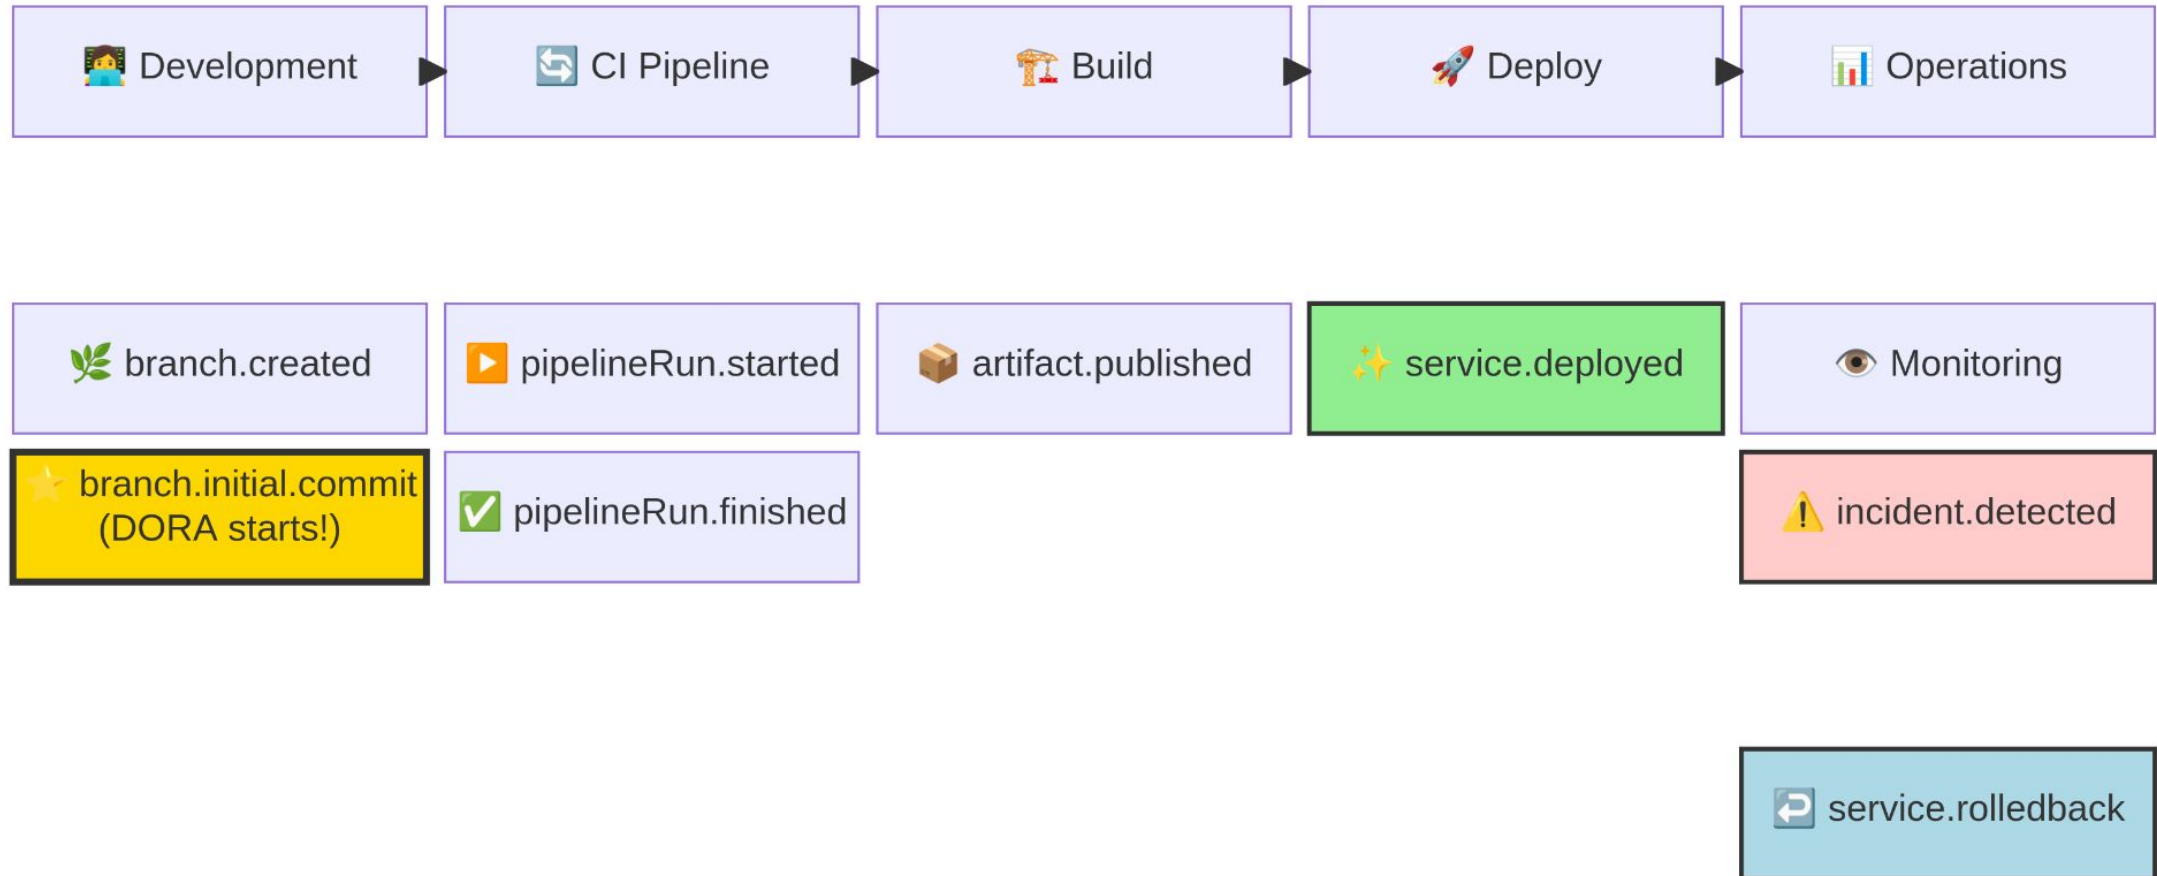 Development
CI Pipeline
Build
Deploy
Operations
branch.created
pipelineRun.started
artifact.published
service.deployed
Monitoring
branch.initial.commit
(DORA starts!)
pipelineRun.finished
incident.detected
service.rolledback